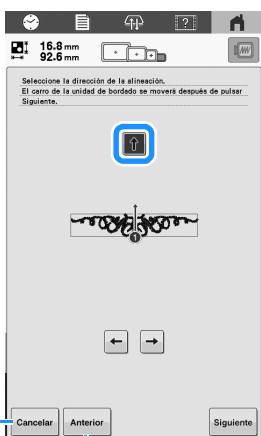 16.8 mm
92.6 mm
Seleccione la dirección de la alineación.
El carro de la unidad de bordado se moverá después de pulsar
Siguiente.
1
Cancelar Anterior Siguiente